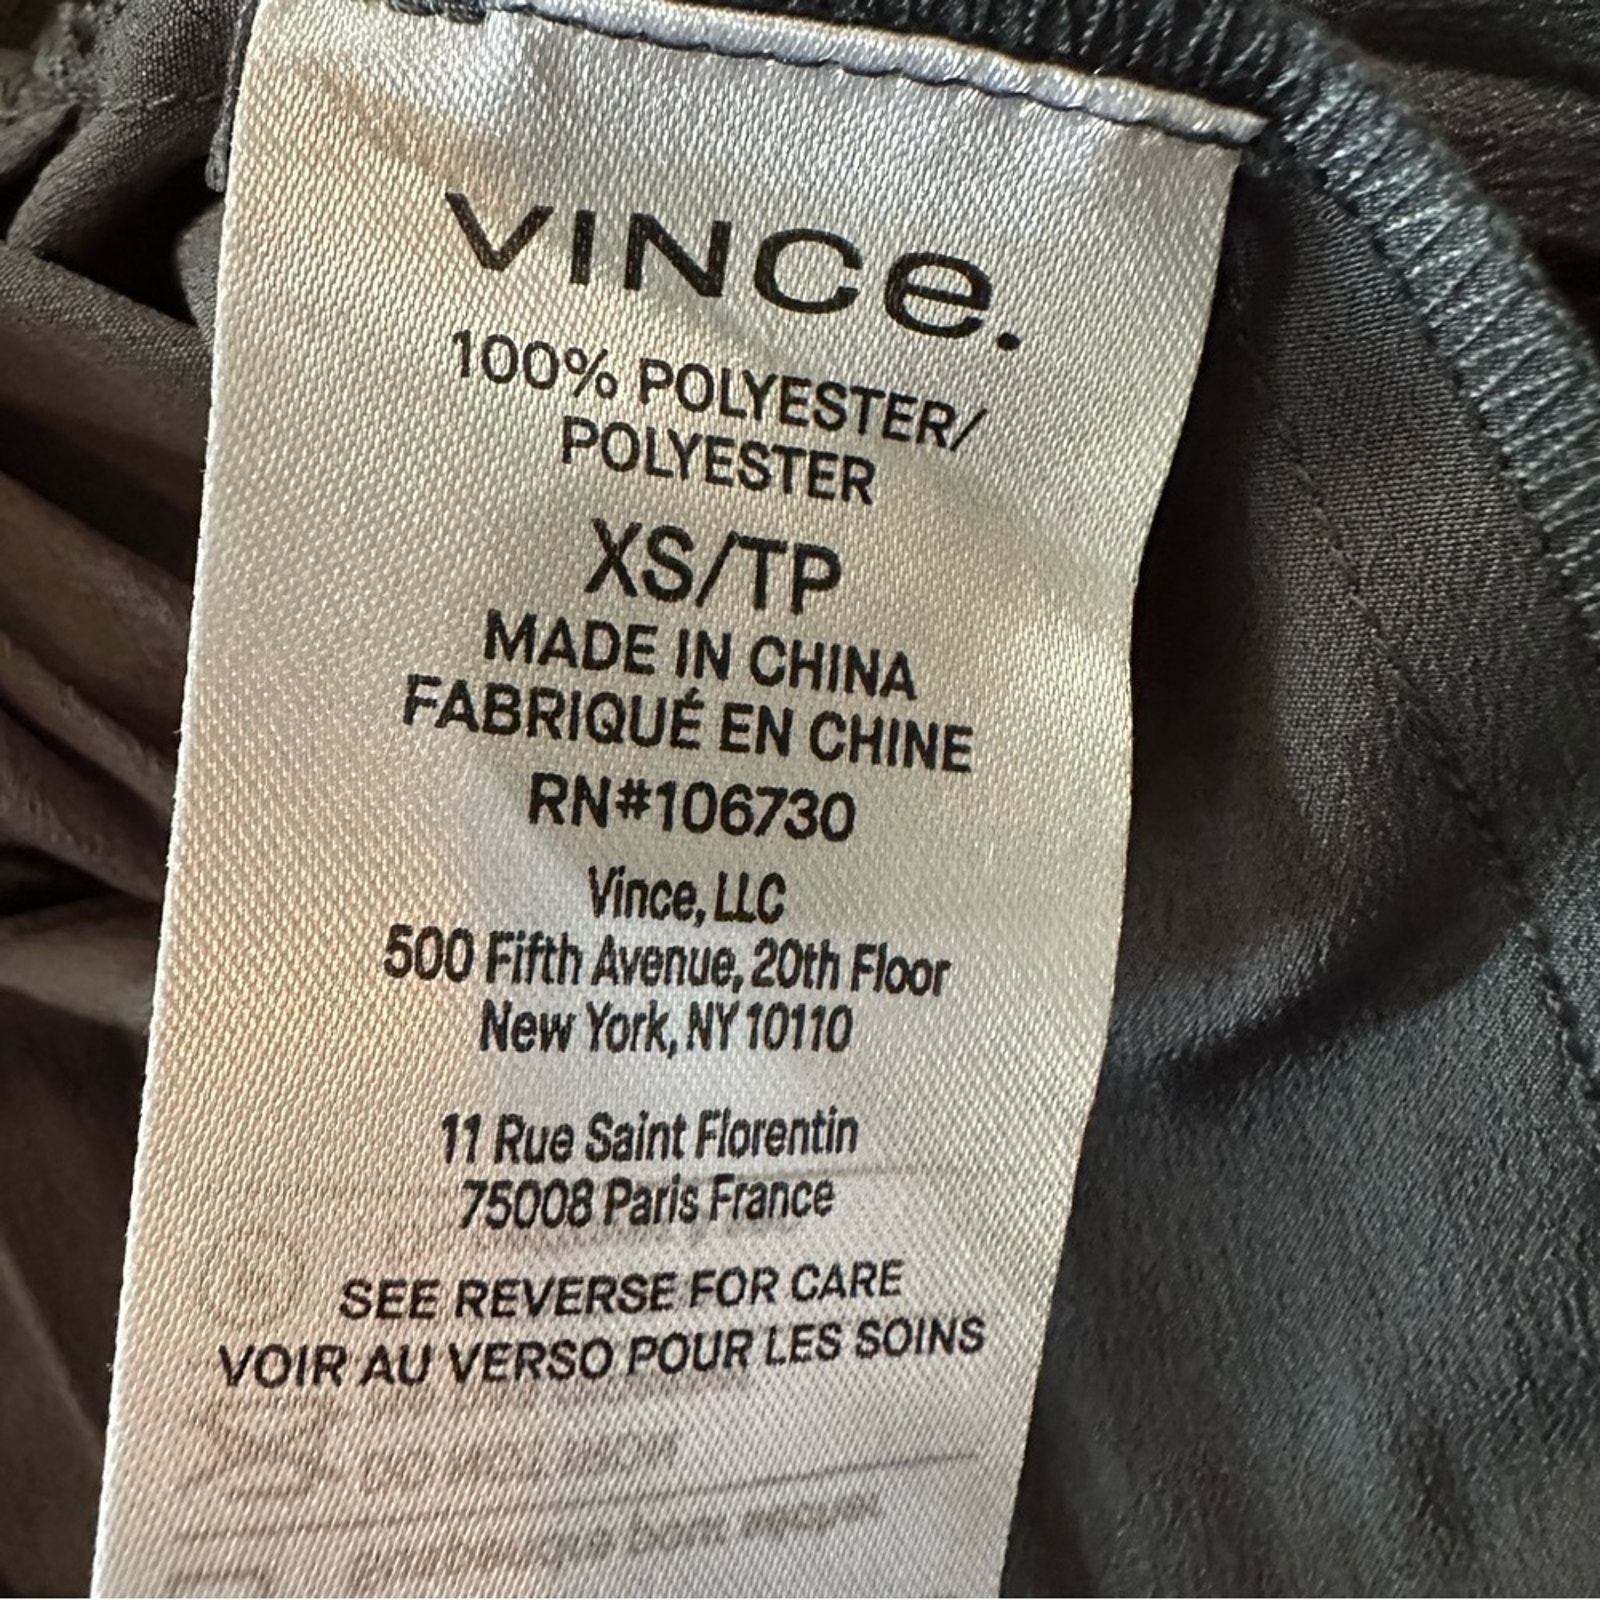 VINCe.
100% POLYESTER/
POLYESTER
XS/TP
MADE IN CHINA
FABRIQUÉ EN CHINE
RN#106730
Vince, LLC
500 Fifth Avenue, 20th Floor
New York, NY 10110
11 Rue Saint Florentin
75008 Paris France
SEE REVERSE FOR CARE
VOIR AU VERSO POUR LES SOINS